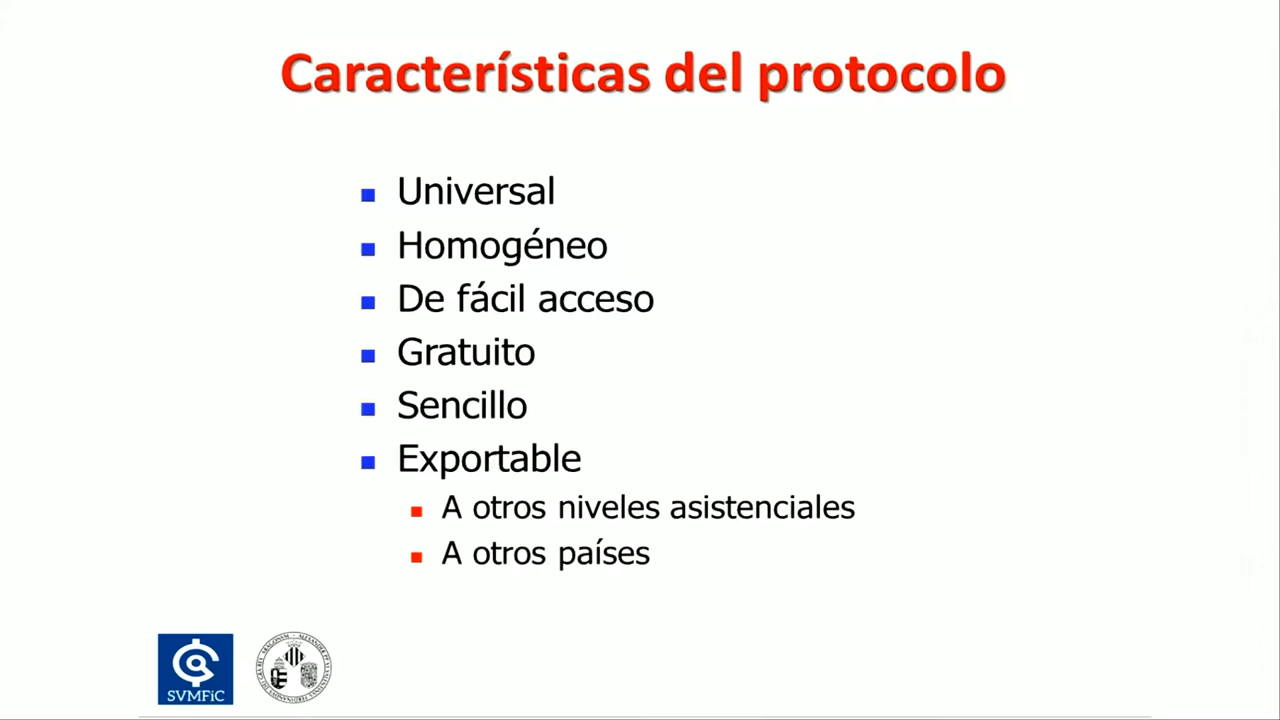 Características del protocolo
Universal
Homogéneo
De fácil acceso
Gratuito
Sencillo
Exportable
A otros niveles asistenciales
A otros países
SVMFiC